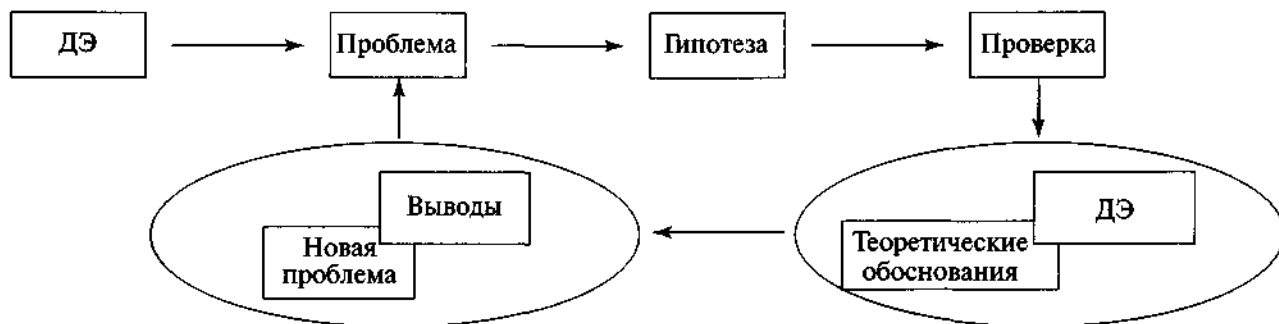 ДЭ
Проблема
Гипотеза
Проверка
Выводы
Новая
проблема
ДЭ
Теоретические
обоснования